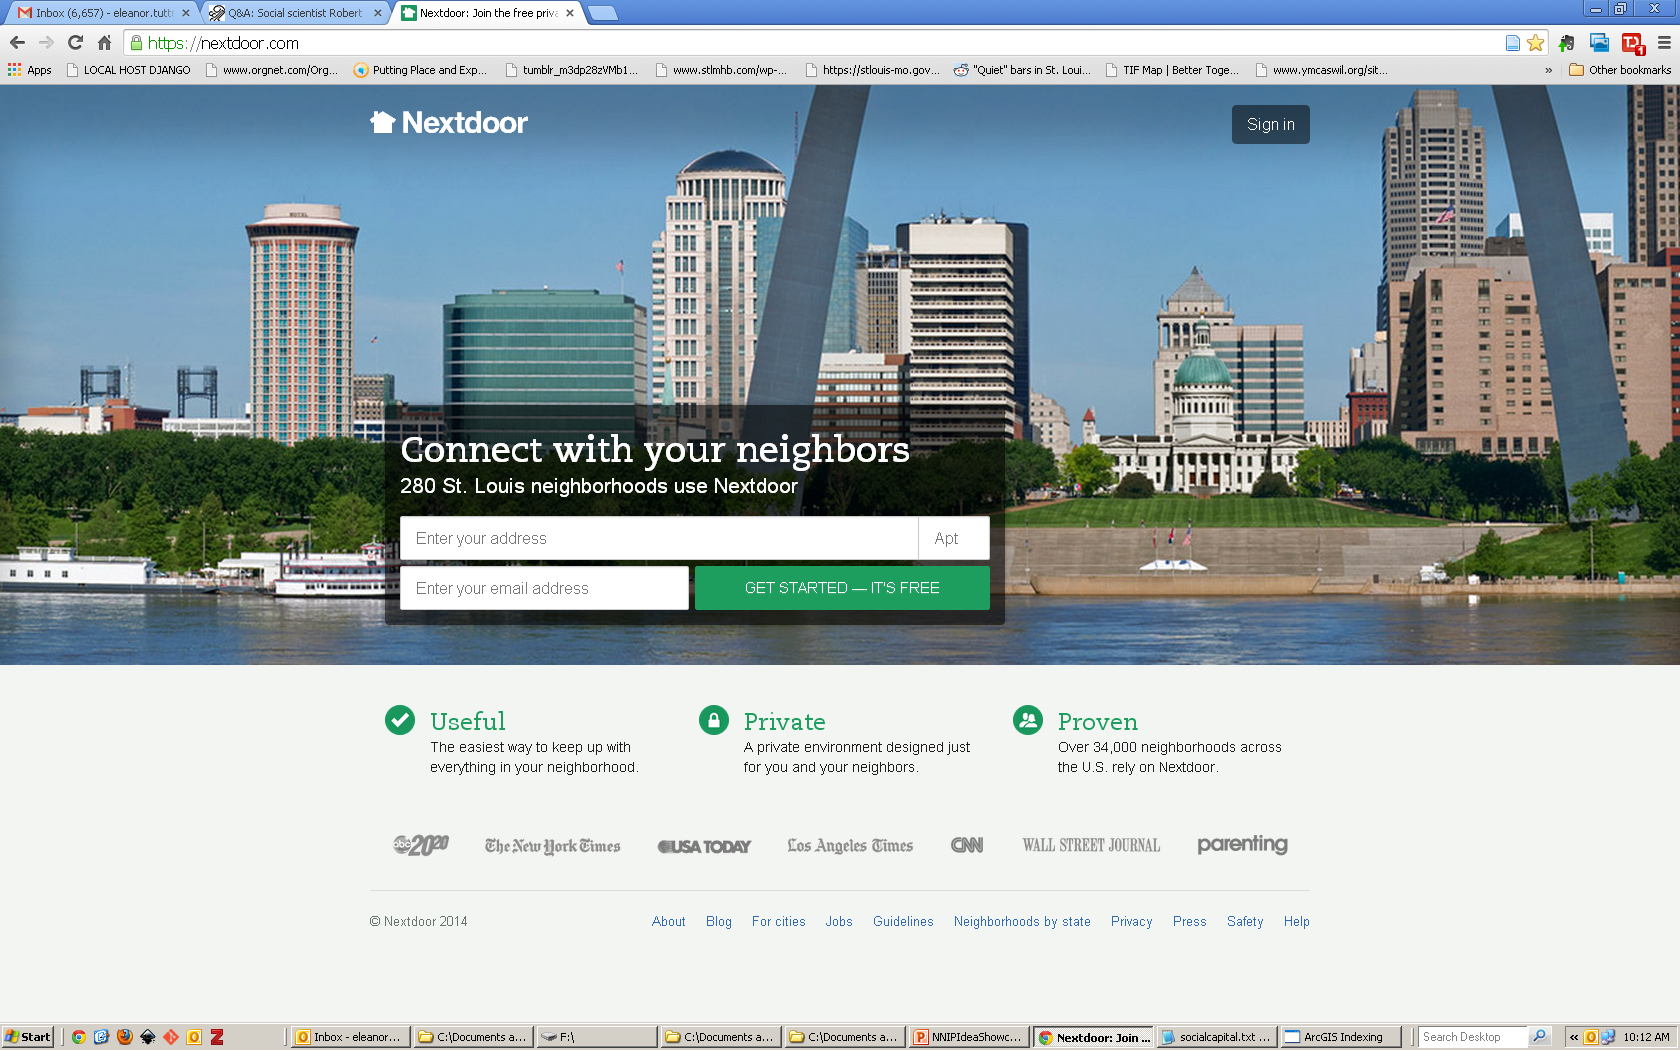 Inbox (6,657) - eleanor.tutt
Q&A: Social scientist Robert
Nextdoor: Join the free priva
https://nextdoor.com
Apps
LOCAL HOST DJANGO
www.orgnet.com/Org...
Putting Place and Exp...
tumblr_m3dp28zVMb1...
www.stlmhb.com/wp-...
https://stlouis-mo.gov...
"Quiet" bars in St. Loui...
TIF Map | Better Toge...
www.ymcaswil.org/sit...
»
Other bookmarks
Nextdoor
Sign in
HOTEL
Connect with your neighbors
280 St. Louis neighborhoods use Nextdoor
Enter your address
Apt
Enter your email address
GET STARTED — IT'S FREE
Useful
The easiest way to keep up with
everything in your neighborhood.
Private
A private environment designed just
for you and your neighbors.
Proven
Over 34,000 neighborhoods across
the U.S. rely on Nextdoor.
abc 20/20
The New York Times
USA TODAY
Los Angeles Times
CNN
WALL STREET JOURNAL
parenting
© Nextdoor 2014
About
Blog
For cities
Jobs
Guidelines
Neighborhoods by state
Privacy
Press
Safety
Help
Start
Inbox - eleanor...
C:\Documents a...
F:\
C:\Documents a...
C:\Documents a...
NNIPIdeaShowc...
Nextdoor: Join ...
socialcapital.txt ...
ArcGIS Indexing
Search Desktop
«
10:12 AM